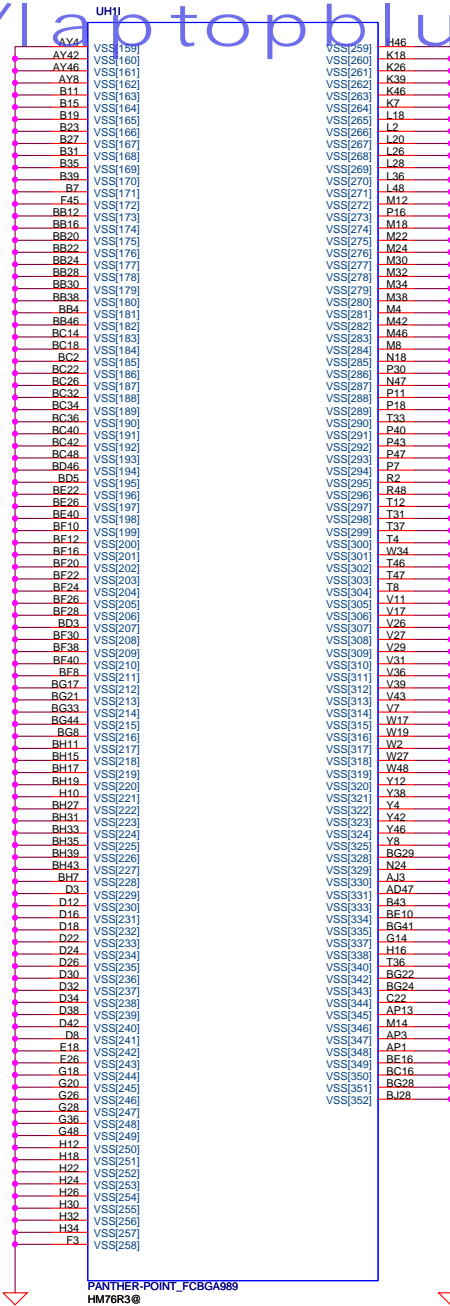 /laptopblu
UH1I
AY4 VSS[159] VSS[259] H46
AY42 VSS[160] VSS[260] K18
AY46 VSS[161] VSS[261] K26
AY8 VSS[162] VSS[262] K39
B11 VSS[163] VSS[263] K46
B15 VSS[164] VSS[264] K7
B19 VSS[165] VSS[265] L18
B23 VSS[166] VSS[266] L2
B27 VSS[167] VSS[267] L20
B31 VSS[168] VSS[268] L26
B35 VSS[169] VSS[269] L28
B39 VSS[170] VSS[270] L36
B7 VSS[171] VSS[271] L48
F45 VSS[172] VSS[272] M12
BB12 VSS[173] VSS[273] P16
BB16 VSS[174] VSS[274] M18
BB20 VSS[175] VSS[275] M22
BB22 VSS[176] VSS[276] M24
BB24 VSS[177] VSS[277] M30
BB28 VSS[178] VSS[278] M32
BB30 VSS[179] VSS[279] M34
BB38 VSS[180] VSS[280] M38
BB4 VSS[181] VSS[281] M4
BB46 VSS[182] VSS[282] M42
BC14 VSS[183] VSS[283] M46
BC18 VSS[184] VSS[284] M8
BC2 VSS[185] VSS[285] N18
BC22 VSS[186] VSS[286] P30
BC26 VSS[187] VSS[287] N47
BC32 VSS[188] VSS[288] P11
BC34 VSS[189] VSS[289] P18
BC36 VSS[190] VSS[290] T33
BC40 VSS[191] VSS[291] P40
BC42 VSS[192] VSS[292] P43
BC48 VSS[193] VSS[293] P47
BD46 VSS[194] VSS[294] P7
BD5 VSS[195] VSS[295] R2
BE22 VSS[196] VSS[296] R48
BE26 VSS[197] VSS[297] T12
BE40 VSS[198] VSS[298] T31
BF10 VSS[199] VSS[299] T37
BF12 VSS[200] VSS[300] T4
BF16 VSS[201] VSS[301] W34
BF20 VSS[202] VSS[302] T46
BF22 VSS[203] VSS[303] T47
BF24 VSS[204] VSS[304] T8
BF26 VSS[205] VSS[305] V11
BF28 VSS[206] VSS[306] V17
BD3 VSS[207] VSS[307] V26
BF30 VSS[208] VSS[308] V27
BF38 VSS[209] VSS[309] V29
BF40 VSS[210] VSS[310] V31
BF8 VSS[211] VSS[311] V36
BG17 VSS[212] VSS[312] V39
BG21 VSS[213] VSS[313] V43
BG33 VSS[214] VSS[314] V7
BG44 VSS[215] VSS[315] W17
BG8 VSS[216] VSS[316] W19
BH11 VSS[217] VSS[317] W2
BH15 VSS[218] VSS[318] W27
BH17 VSS[219] VSS[319] W48
BH19 VSS[220] VSS[320] Y12
H10 VSS[221] VSS[321] Y38
BH27 VSS[222] VSS[322] Y4
BH31 VSS[223] VSS[323] Y42
BH33 VSS[224] VSS[324] Y46
BH35 VSS[225] VSS[325] Y8
BH39 VSS[226] VSS[328] BG29
BH43 VSS[227] VSS[329] N24
BH7 VSS[228] VSS[330] AJ3
D3 VSS[229] VSS[331] AD47
D12 VSS[230] VSS[333] B43
D16 VSS[231] VSS[334] BE10
D18 VSS[232] VSS[335] BG41
D22 VSS[233] VSS[337] G14
D24 VSS[234] VSS[338] H16
D26 VSS[235] VSS[340] T36
D30 VSS[236] VSS[342] BG22
D32 VSS[237] VSS[343] BG24
D34 VSS[238] VSS[344] C22
D38 VSS[239] VSS[345] AP13
D42 VSS[240] VSS[346] M14
D8 VSS[241] VSS[347] AP3
E18 VSS[242] VSS[348] AP1
E26 VSS[243] VSS[349] BE16
G18 VSS[244] VSS[350] BC16
G20 VSS[245] VSS[351] BG28
G26 VSS[246] VSS[352] BJ28
G28 VSS[247]
G36 VSS[248]
G48 VSS[249]
H12 VSS[250]
H18 VSS[251]
H22 VSS[252]
H24 VSS[253]
H26 VSS[254]
H30 VSS[255]
H32 VSS[256]
H34 VSS[257]
F3 VSS[258]
PANTHER-POINT_FCBGA989
HM76R3@